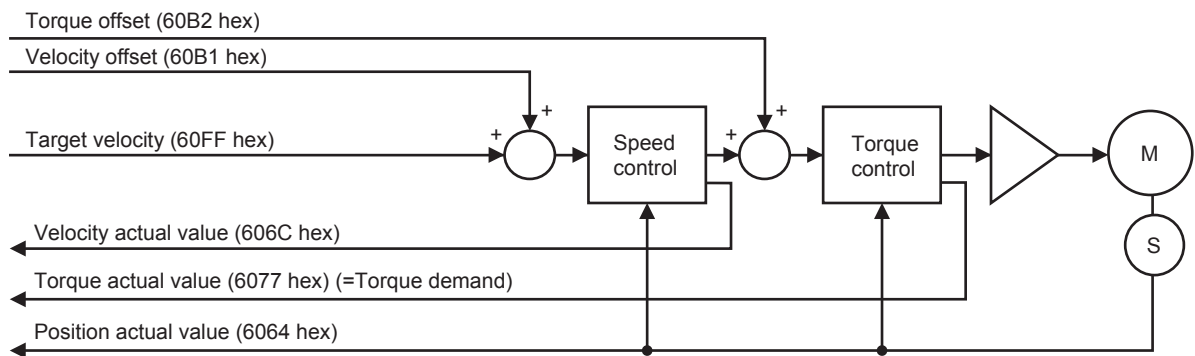 Torque offset (60B2 hex)
Velocity offset (60B1 hex)
+
+
Target velocity (60FF hex)
+
Speed
control
+
Torque
control
M
Velocity actual value (606C hex)
S
Torque actual value (6077 hex) (=Torque demand)
Position actual value (6064 hex)